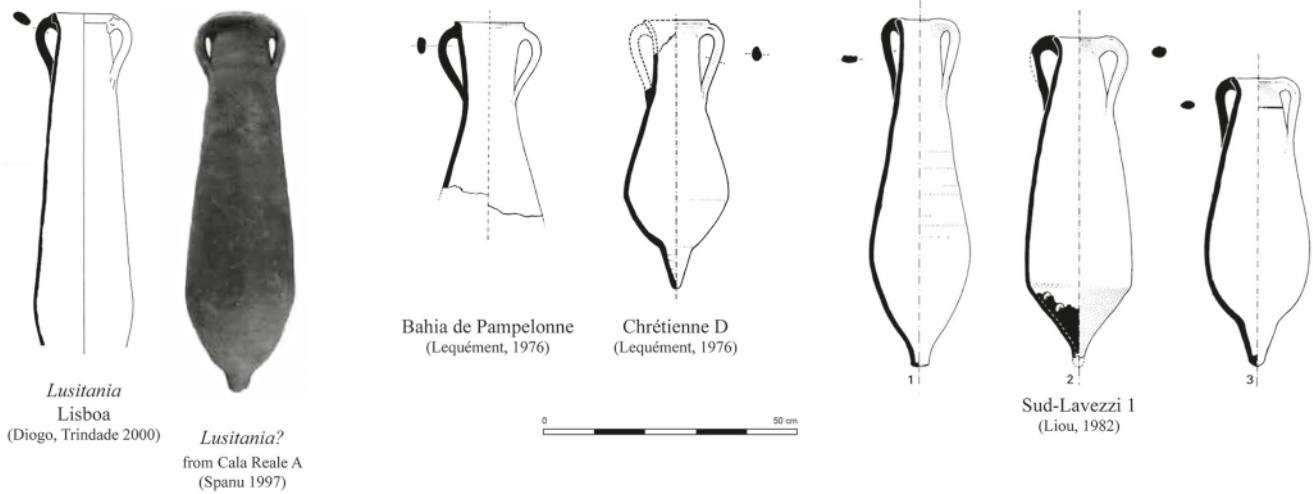 Lusitania
Lisboa
(Diogo, Trindade 2000)
Lusitania?
from Cala Reale A
(Spanu 1997)
Bahia de Pampelonne
(Lequément, 1976)
Chrétienne D
(Lequément, 1976)
0
50 cm
1
2
3
Sud-Lavezzi 1
(Liou, 1982)